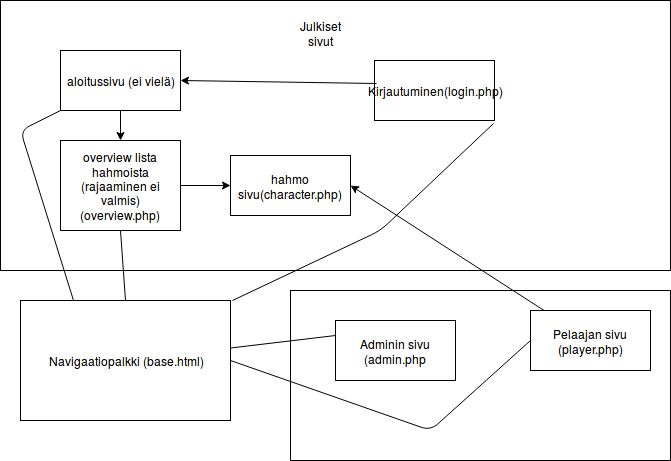 Julkiset
sivut
aloitussivu (ei vielä)
Kirjautuminen(login.php)
overview lista
hahmoista
(rajaaminen ei
valmis)
(overview.php)
hahmo
sivu(character.php)
Navigaatiopalkki (base.html)
Adminin sivu
(admin.php
Pelaajan sivu
(player.php)